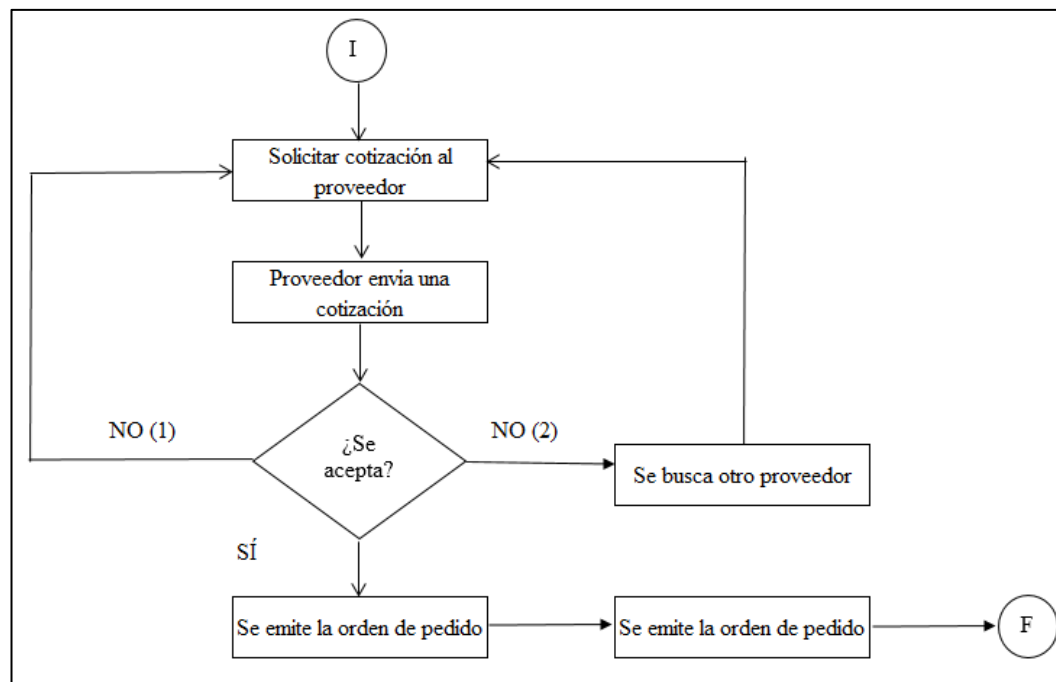 I
Solicitar cotización al
proveedor
Proveedor envía una
cotización
NO (1)
¿Se
acepta?
NO (2)
Se busca otro proveedor
SÍ
Se emite la orden de pedido
Se emite la orden de pedido
F